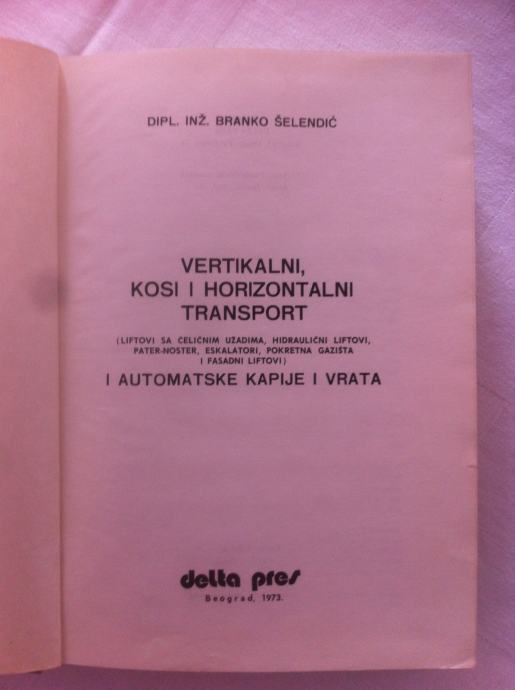 DIPL. INŽ. BRANKO ŠELENDIĆ
VERTIKALNI,
KOSI I HORIZONTALNI
TRANSPORT
(LIFTOVI SA ČELIČNIM UŽADIMA, HIDRAULIČNI LIFTOVI,
PATER-NOSTER, ESKALATORI, POKRETNA GAZIŠTA
I FASADNI LIFTOVI)
I AUTOMATSKE KAPIJE I VRATA
delta pres
Beograd, 1973.